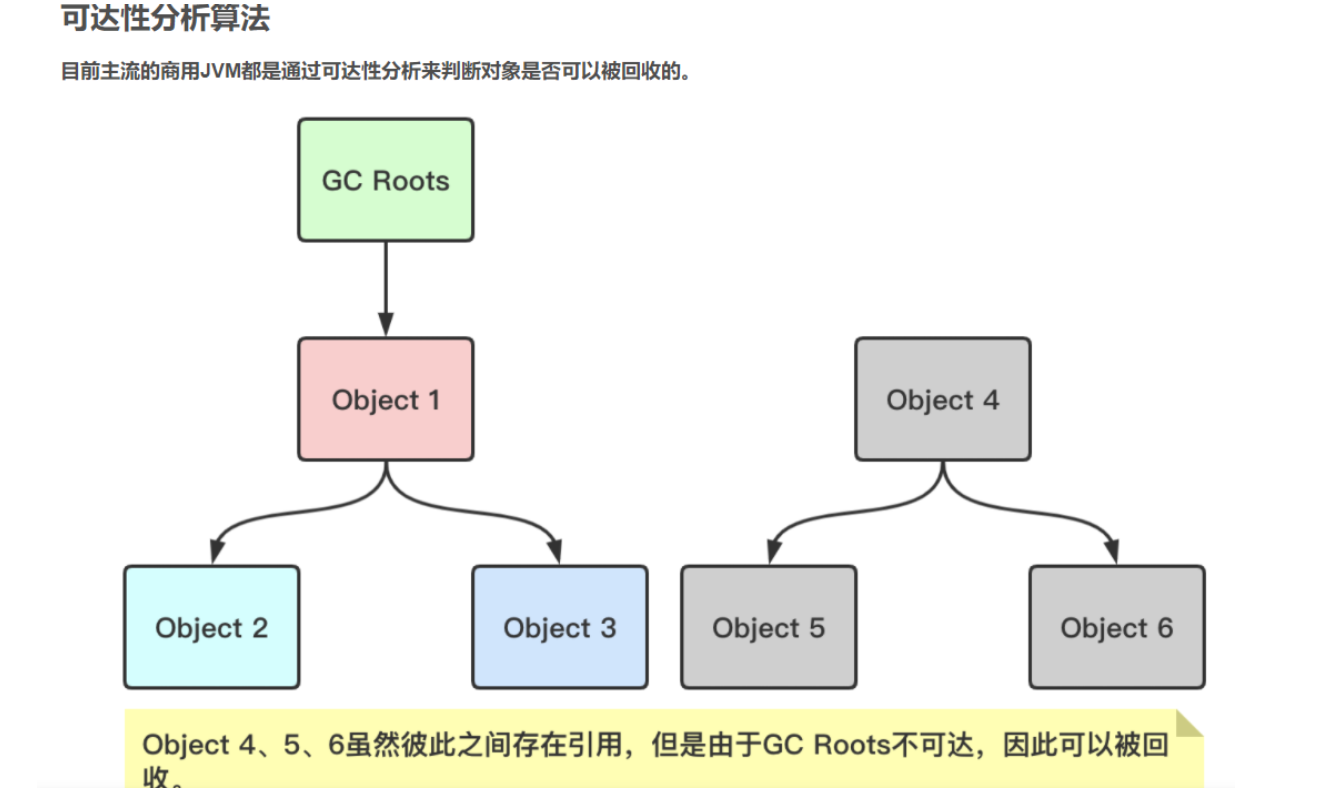 可达性分析算法
目前主流的商用JVM都是通过可达性分析来判断对象是否可以被回收的。
GC Roots
Object 1
Object 4
Object 2
Object 3
Object 5
Object 6
Object 4、5、6虽然彼此之间存在引用，但是由于GC Roots不可达，因此可以被回
收。